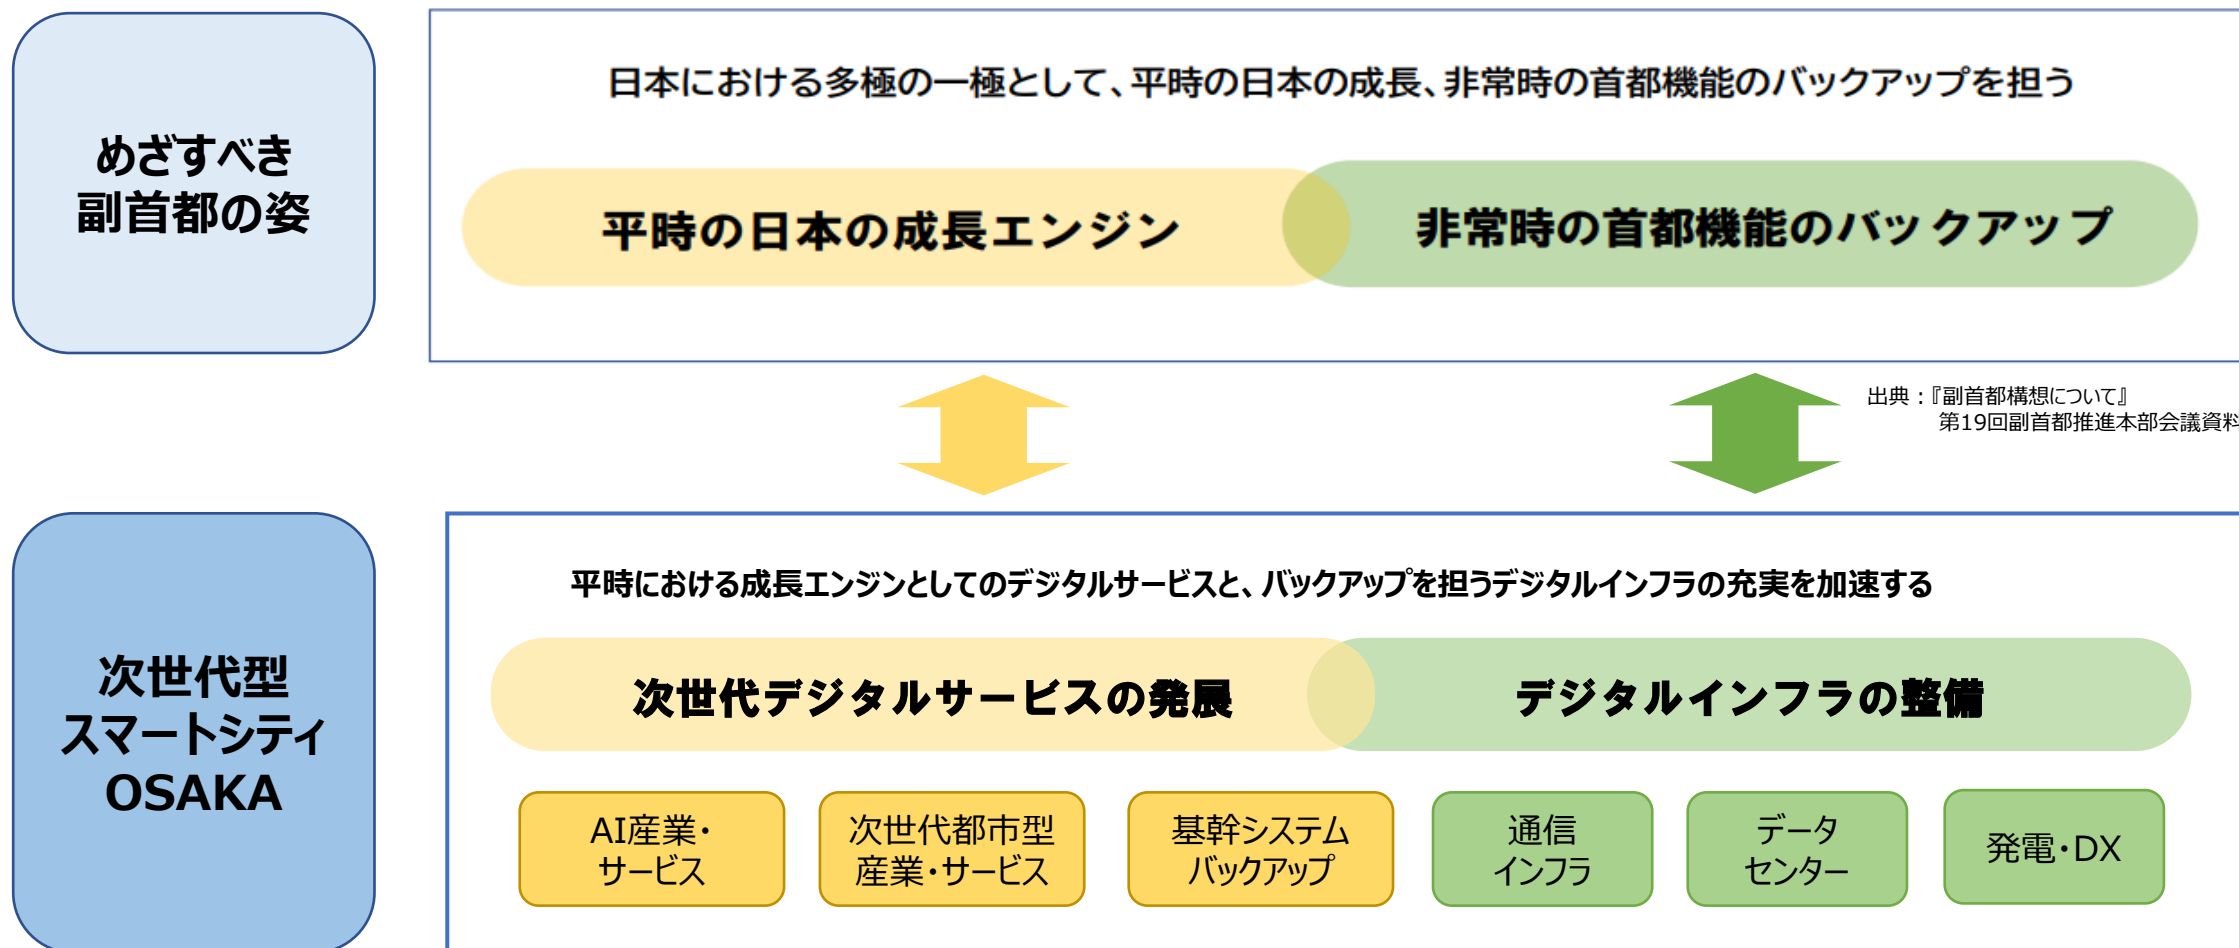 めざすべき
副首都の姿
日本における多極の一極として、平時の日本の成長、非常時の首都機能のバックアップを担う
平時の日本の成長エンジン
非常時の首都機能のバックアップ
出典：『副首都構想について』
第19回副首都推進本部会議資料
次世代型
スマートシティ
OSAKA
平時における成長エンジンとしてのデジタルサービスと、バックアップを担うデジタルインフラの充実を加速する
次世代デジタルサービスの発展
デジタルインフラの整備
AI産業・
サービス
次世代都市型
産業・サービス
基幹システム
バックアップ
通信
インフラ
データ
センター
発電・DX